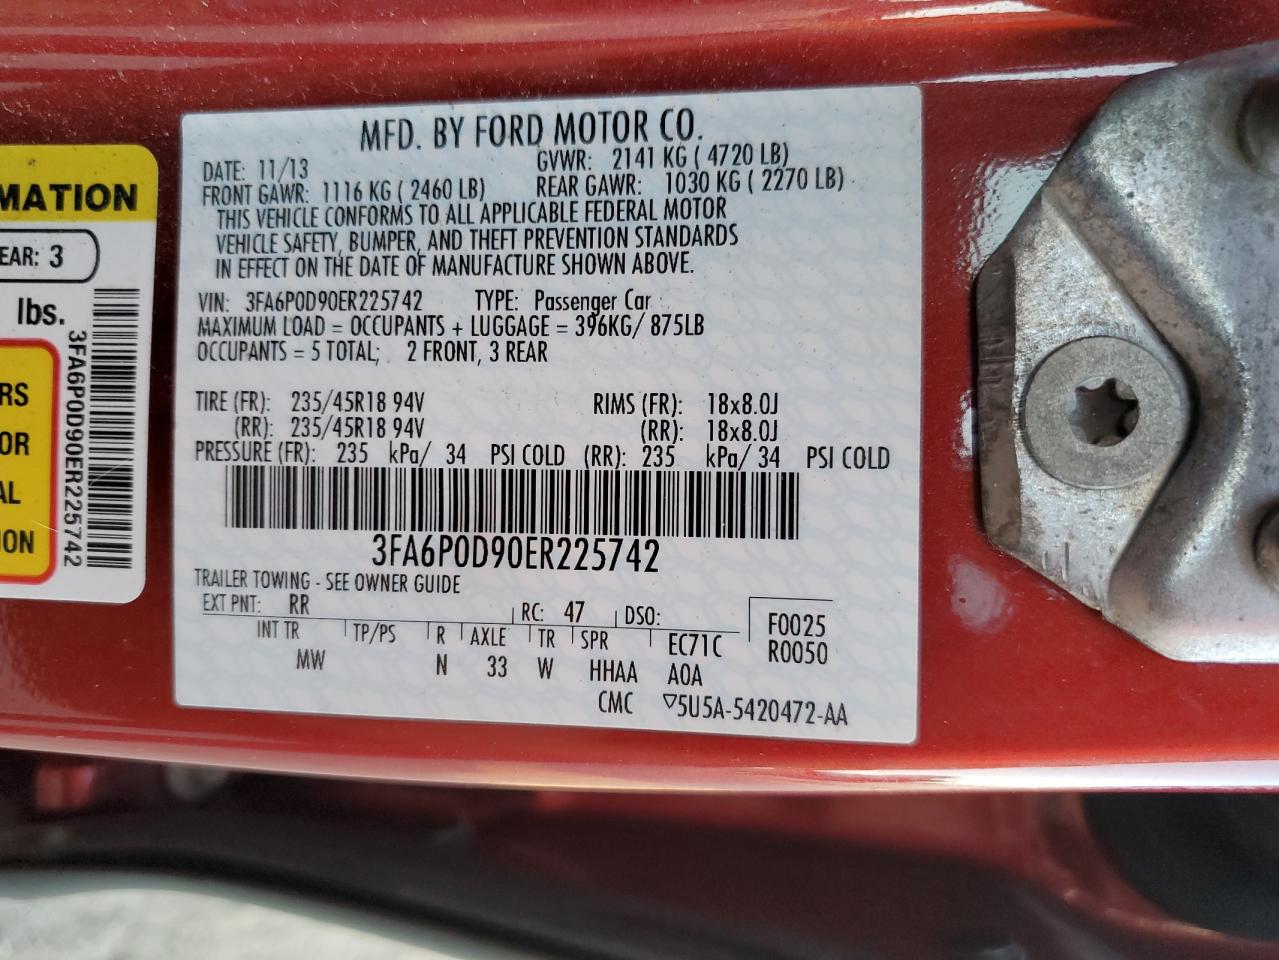 MFD. BY FORD MOTOR CO.
DATE: 11/13 GVWR: 2141 KG ( 4720 LB)
FRONT GAWR: 1116 KG ( 2460 LB) REAR GAWR: 1030 KG ( 2270 LB)
THIS VEHICLE CONFORMS TO ALL APPLICABLE FEDERAL MOTOR
VEHICLE SAFETY, BUMPER, AND THEFT PREVENTION STANDARDS
IN EFFECT ON THE DATE OF MANUFACTURE SHOWN ABOVE.
VIN: 3FA6P0D90ER225742 TYPE: Passenger Car
MAXIMUM LOAD = OCCUPANTS + LUGGAGE = 396KG/ 875LB
OCCUPANTS = 5 TOTAL; 2 FRONT, 3 REAR
TIRE (FR): 235/45R18 94V RIMS (FR): 18x8.0J
(RR): 235/45R18 94V (RR): 18x8.0J
PRESSURE (FR): 235 kPa/ 34 PSI COLD (RR): 235 kPa/ 34 PSI COLD
3FA6P0D90ER225742
TRAILER TOWING - SEE OWNER GUIDE
EXT PNT: RR RC: 47 DSO: F0025
INT TR TP/PS R AXLE TR SPR EC71C R0050
MW N 33 W HHAA A0A
CMC ▽5U5A-5420472-AA
MATION
EAR: 3
lbs.
3FA6P0D90ER225742
RS
OR
AL
ION